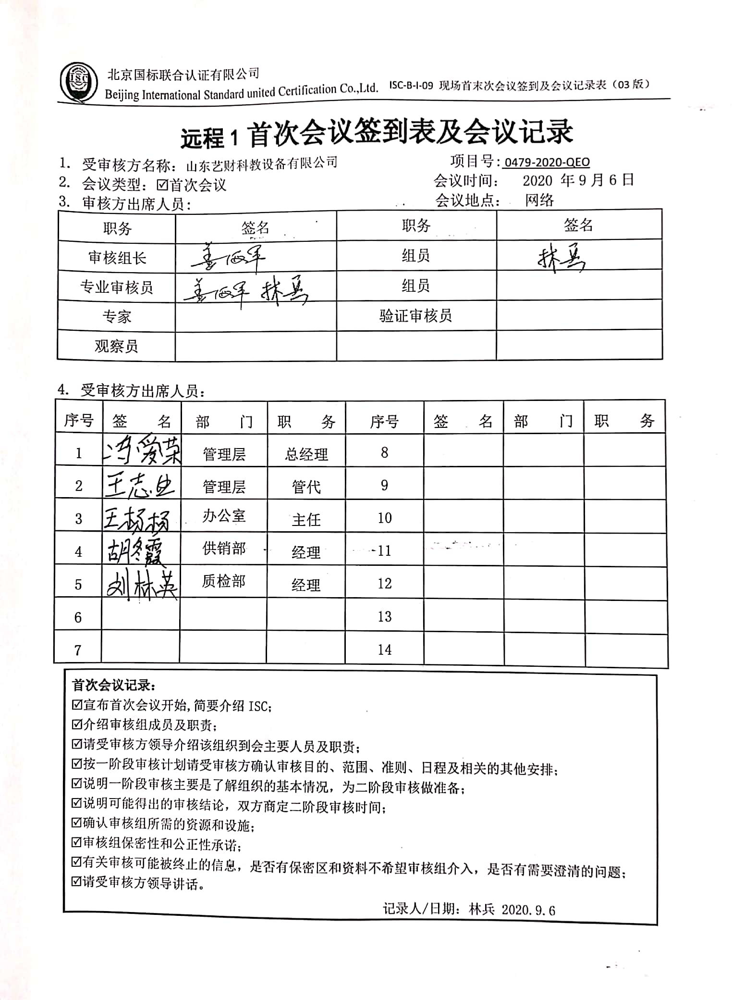 ISC
北京国标联合认证有限公司
Beijing International Standard united Certification Co.,Ltd. ISC-B-I-09 现场首末次会议签到及会议记录表（03 版）
远程1 首次会议签到表及会议记录
1. 受审核方名称：山东艺财科教设备有限公司 项目号：0479-2020-QEO
2. 会议类型：☑首次会议 会议时间： 2020 年 9 月 6 日
3. 审核方出席人员： 会议地点： 网络
职务 签名 职务 签名
审核组长 姜海军 组员 林兵
专业审核员 姜海军 林兵 组员
专家 验证审核员
观察员
4. 受审核方出席人员：
序号 签 名 部 门 职 务 序号 签 名 部 门 职 务
1 冯爱荣 管理层 总经理 8
2 王志业 管理层 管代 9
3 王杨杨 办公室 主任 10
4 胡冬霞 供销部 经理 11
5 刘林英 质检部 经理 12
6 13
7 14
首次会议记录：
☑宣布首次会议开始,简要介绍 ISC；
☑介绍审核组成员及职责；
☑请受审核方领导介绍该组织到会主要人员及职责；
☑按一阶段审核计划请受审核方确认审核目的、范围、准则、日程及相关的其他安排；
☑说明一阶段审核主要是了解组织的基本情况，为二阶段审核做准备；
☑说明可能得出的审核结论，双方商定二阶段审核时间；
☑确认审核组所需的资源和设施；
☑审核组保密性和公正性承诺；
☑有关审核可能被终止的信息，是否有保密区和资料不希望审核组介入，是否有需要澄清的问题；
☑请受审核方领导讲话。
记录人/日期：林兵 2020.9.6